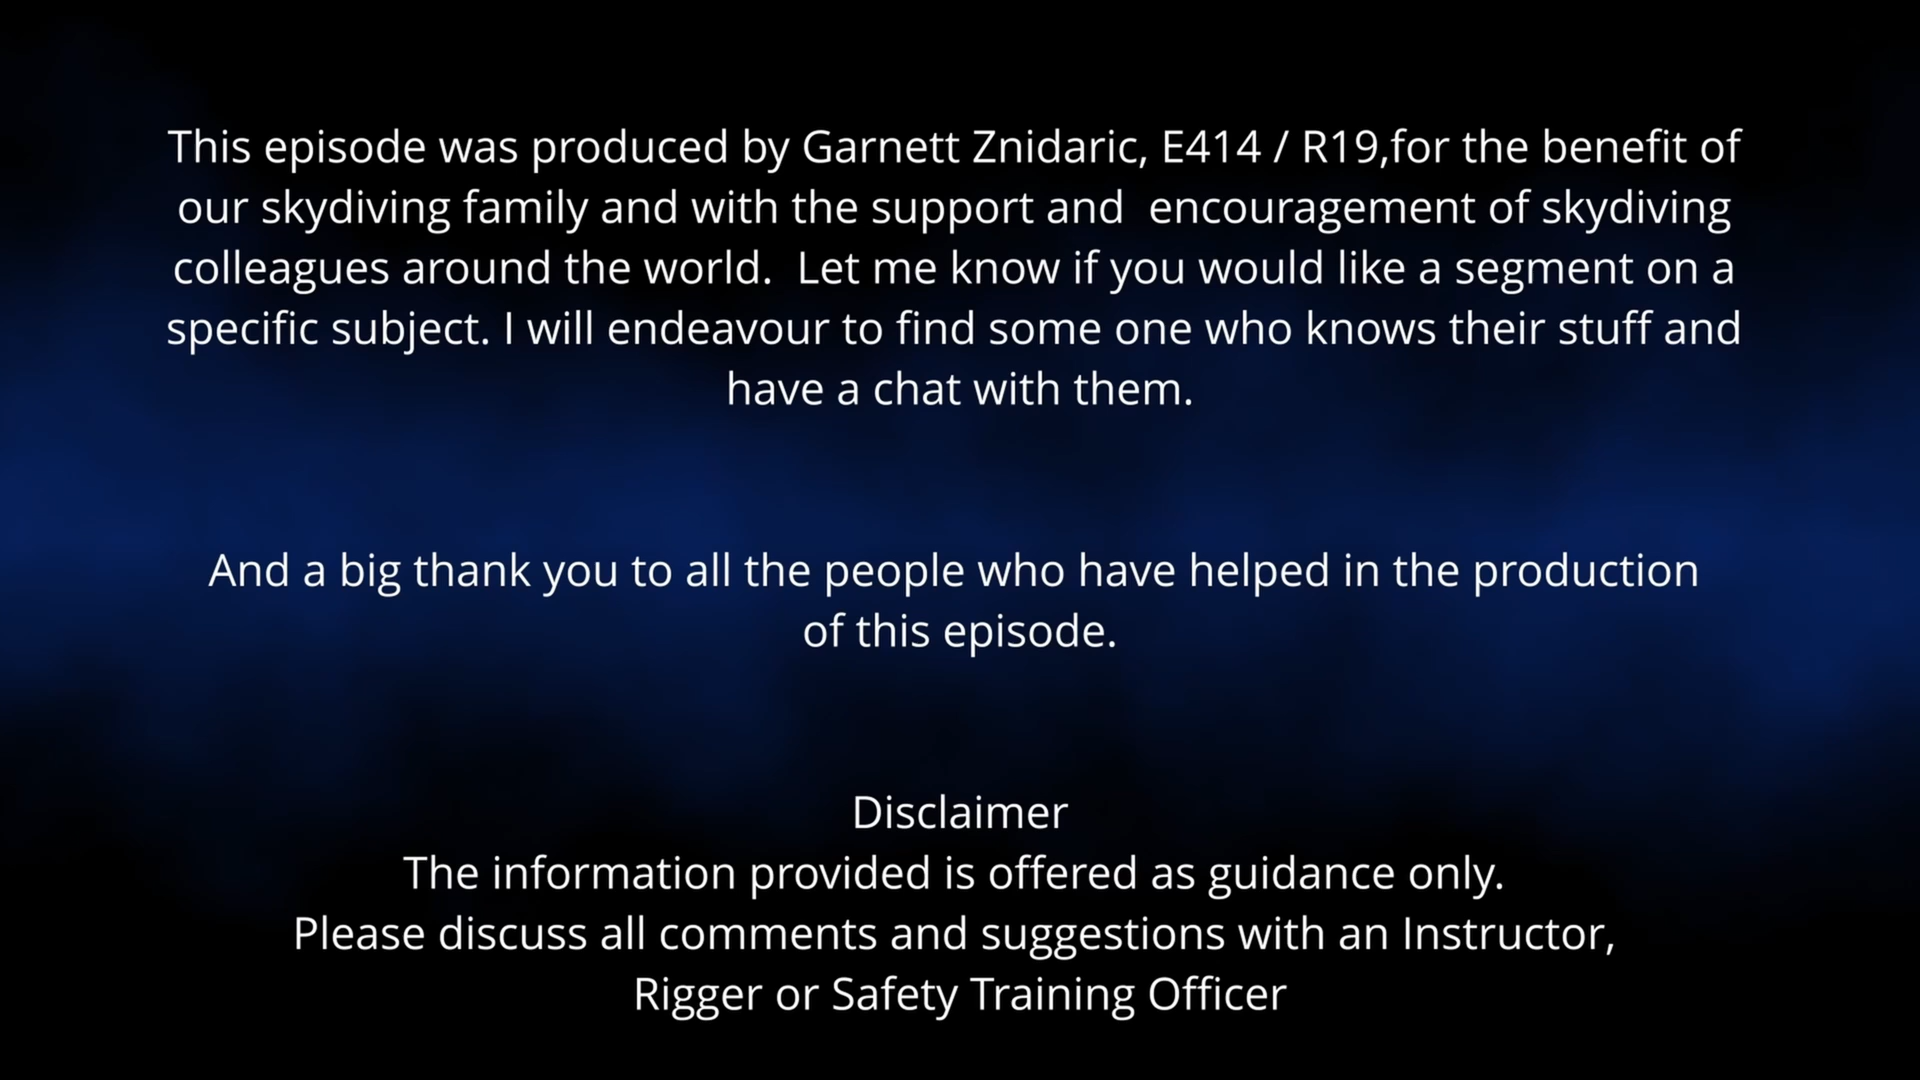 This episode was produced by Garnett Znidaric, E414 / R19,for the benefit of
our skydiving family and with the support and  encouragement of skydiving
colleagues around the world.  Let me know if you would like a segment on a
specific subject. I will endeavour to find some one who knows their stuff and
have a chat with them.
And a big thank you to all the people who have helped in the production
of this episode.
Disclaimer
The information provided is offered as guidance only.
Please discuss all comments and suggestions with an Instructor,
Rigger or Safety Training Officer